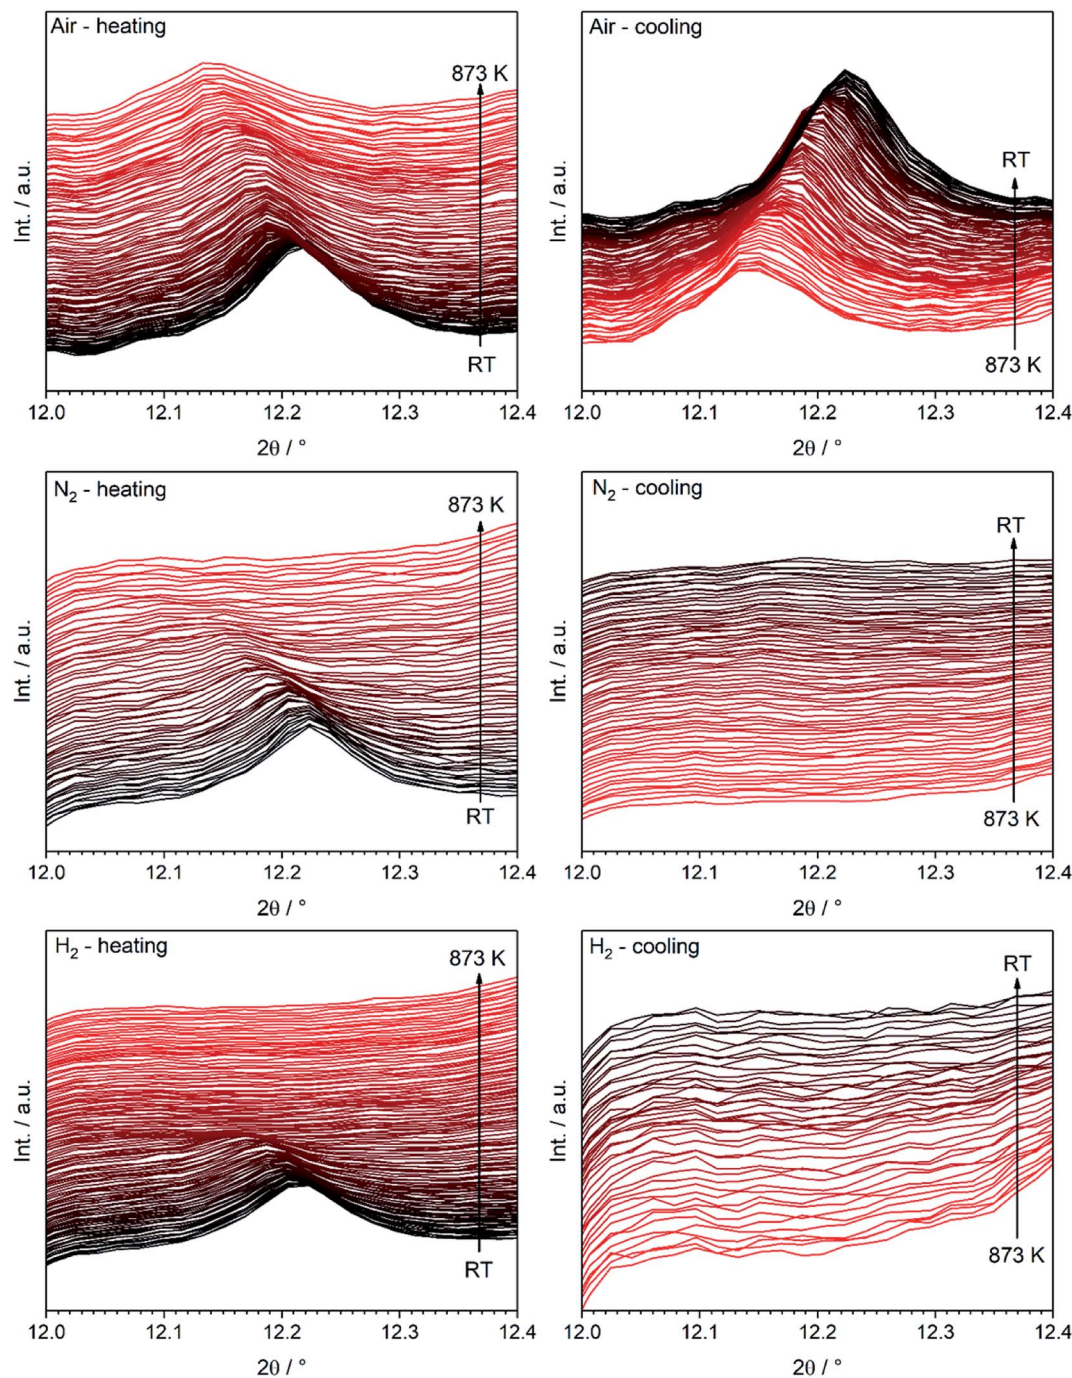 Air - heating
873 K
RT
Int. / a.u.
12.0 12.1 12.2 12.3 12.4
2θ / °
Air - cooling
RT
873 K
Int. / a.u.
12.0 12.1 12.2 12.3 12.4
2θ / °
N2 - heating
873 K
RT
Int. / a.u.
12.0 12.1 12.2 12.3 12.4
2θ / °
N2 - cooling
RT
873 K
Int. / a.u.
12.0 12.1 12.2 12.3 12.4
2θ / °
H2 - heating
873 K
RT
Int. / a.u.
12.0 12.1 12.2 12.3 12.4
2θ / °
H2 - cooling
RT
873 K
Int. / a.u.
12.0 12.1 12.2 12.3 12.4
2θ / °